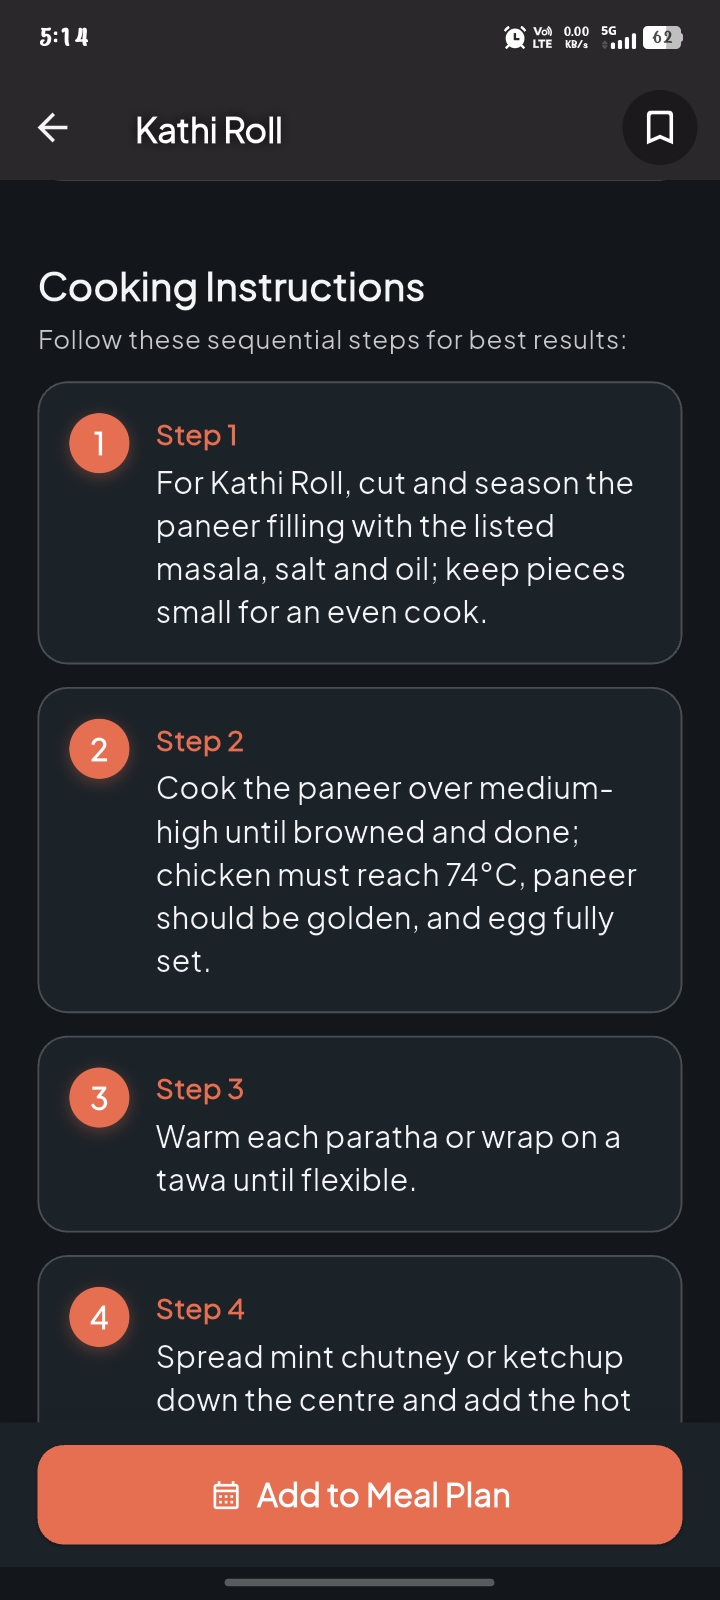 5:14
Vo) LTE
0.00 KB/s
5G
62
Kathi Roll
Cooking Instructions
Follow these sequential steps for best results:
1
Step 1
For Kathi Roll, cut and season the
paneer filling with the listed
masala, salt and oil; keep pieces
small for an even cook.
2
Step 2
Cook the paneer over medium-
high until browned and done;
chicken must reach 74°C, paneer
should be golden, and egg fully
set.
3
Step 3
Warm each paratha or wrap on a
tawa until flexible.
4
Step 4
Spread mint chutney or ketchup
down the centre and add the hot
Add to Meal Plan